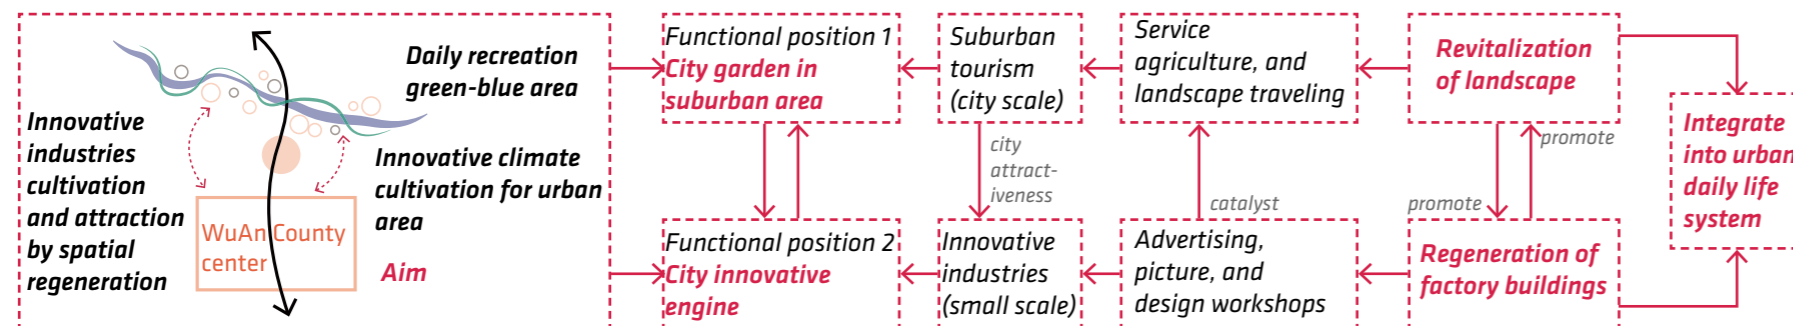 Daily recreation
green-blue area
Innovative
industries
cultivation
and attraction
by spatial
regeneration
Innovative climate
cultivation for urban
area
WuAn County
center
Aim
Functional position 1
City garden in
suburban area
Suburban
tourism
(city scale)
Service
agriculture, and
landscape traveling
Revitalization
of landscape
Integrate
into urban
daily life
system
city
attract-
iveness
catalyst
promote
promote
Functional position 2
City innovative
engine
Innovative
industries
(small scale)
Advertising,
picture, and
design workshops
Regeneration of
factory buildings